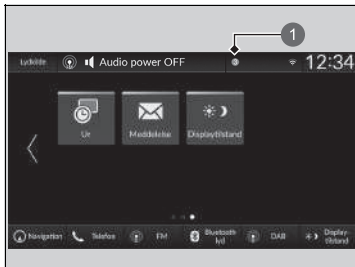 1
Lydkilde Audio power OFF 12:34
Ur Meddelelse Displaytilstand
Navigation Telefon FM Bluetooth lyd DAB Display-tilstand